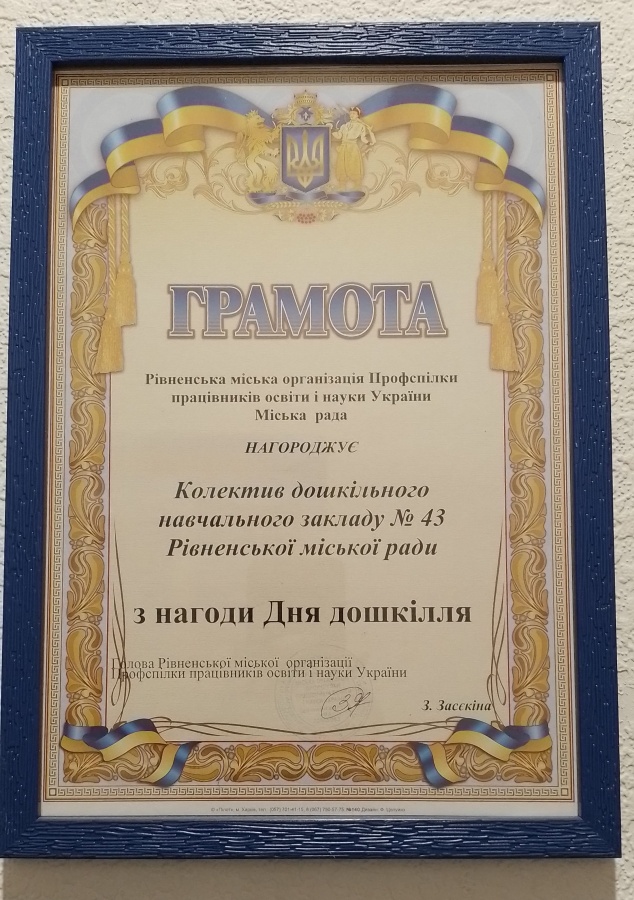 ГРАМОТА
Рівненська міська організація Профспілки
працівників освіти і науки України
Міська рада
НАГОРОДЖУЄ
Колектив дошкільного
навчального закладу № 43
Рівненської міської ради
з нагоди Дня дошкілля
Голова Рівненської міської організації
Профспілки працівників освіти і науки України
З. Засєкіна